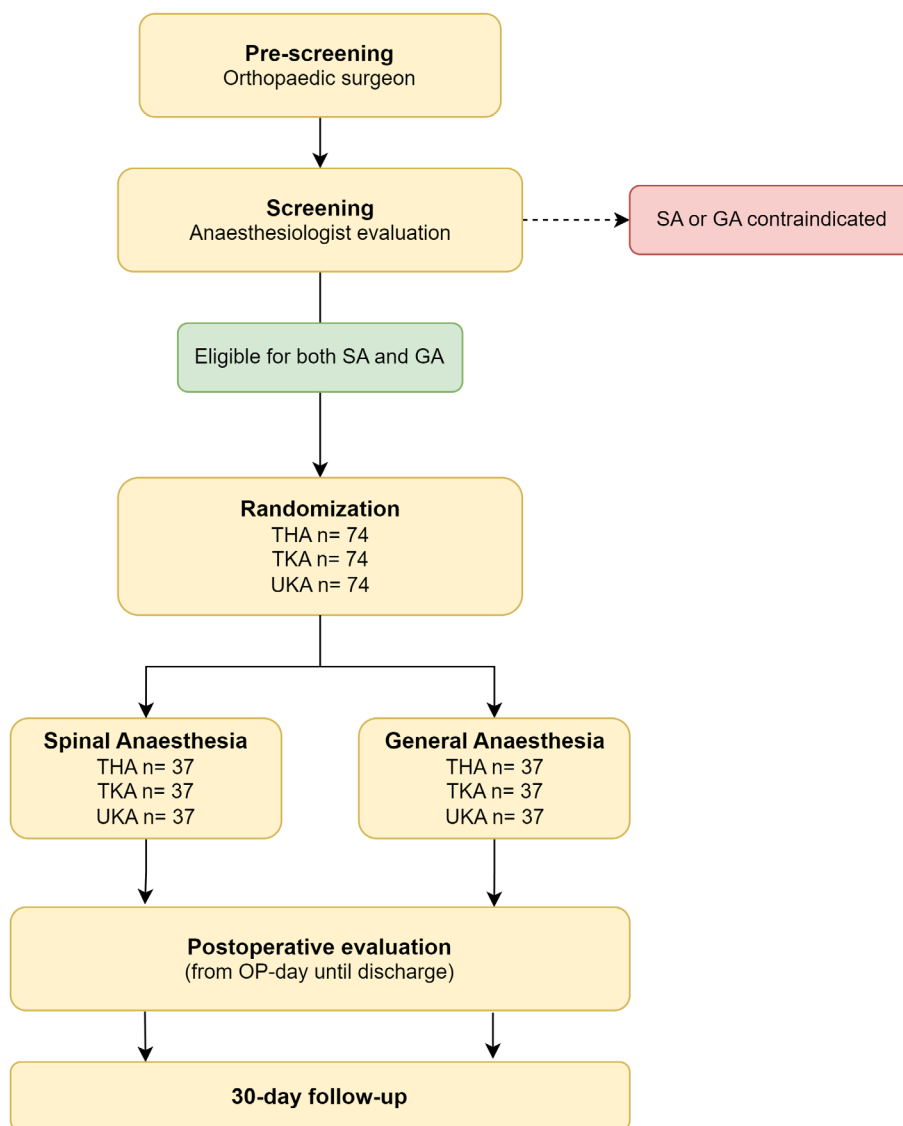 Pre-screening
Orthopaedic surgeon
Screening
Anaesthesiologist evaluation
SA or GA contraindicated
Eligible for both SA and GA
Randomization
THA n= 74
TKA n= 74
UKA n= 74
Spinal Anaesthesia
THA n= 37
TKA n= 37
UKA n= 37
General Anaesthesia
THA n= 37
TKA n= 37
UKA n= 37
Postoperative evaluation
(from OP-day until discharge)
30-day follow-up